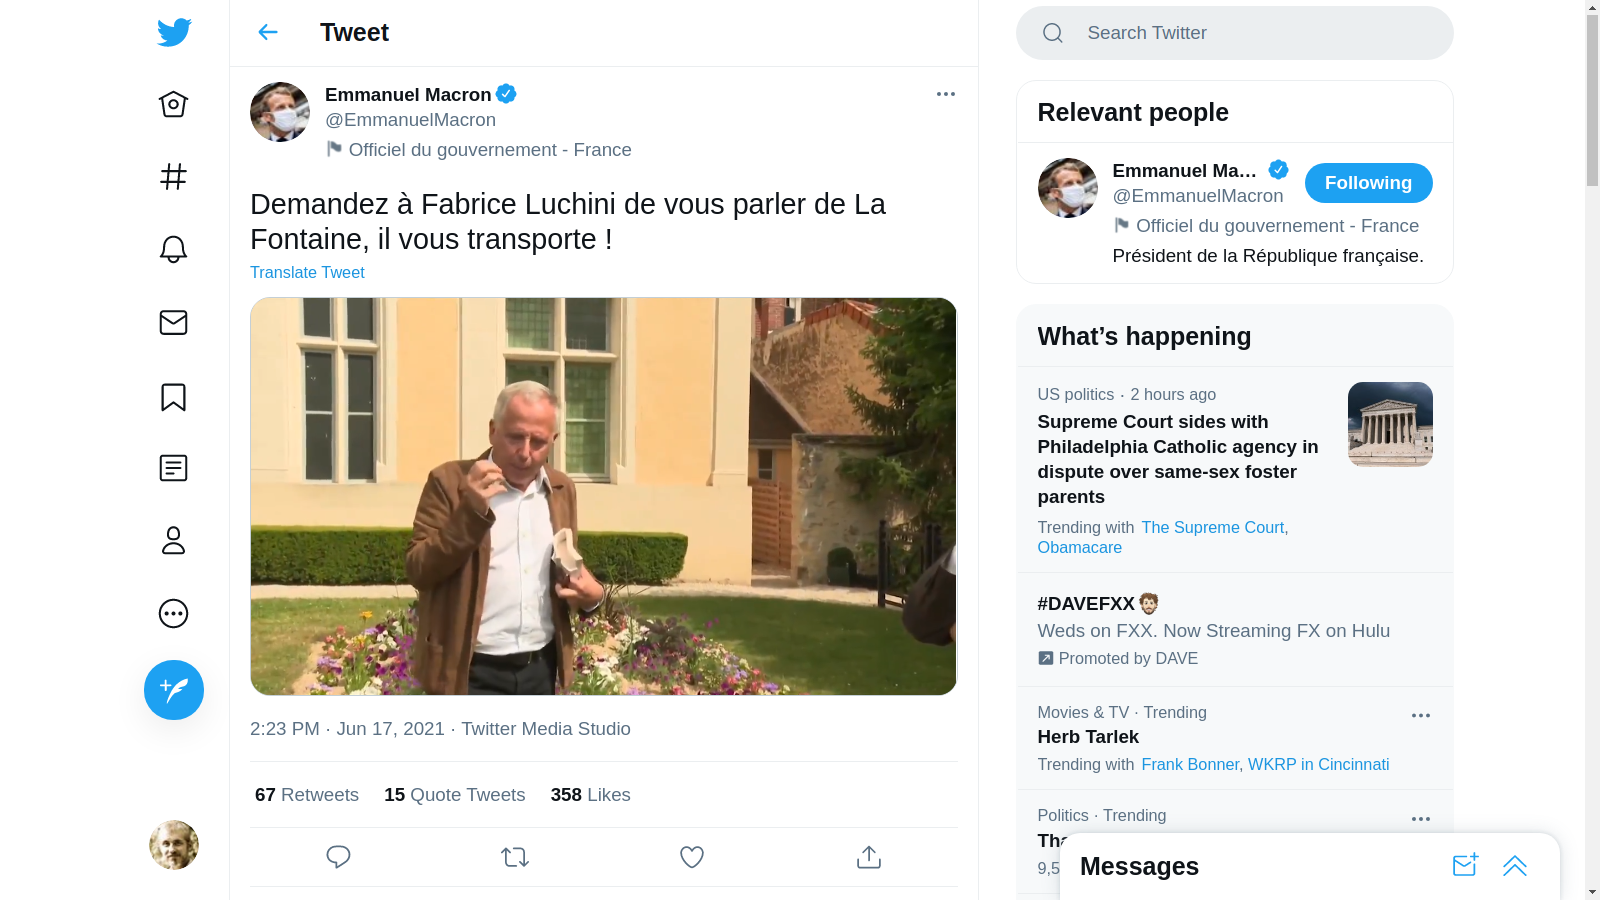 Tweet
Emmanuel Macron
@EmmanuelMacron
Officiel du gouvernement - France
Demandez à Fabrice Luchini de vous parler de La
Fontaine, il vous transporte !
Translate Tweet
2:23 PM · Jun 17, 2021 · Twitter Media Studio
67 Retweets 15 Quote Tweets 358 Likes
Search Twitter
Relevant people
Emmanuel Ma…
@EmmanuelMacron
Following
Officiel du gouvernement - France
Président de la République française.
What’s happening
US politics · 2 hours ago
Supreme Court sides with
Philadelphia Catholic agency in
dispute over same-sex foster
parents
Trending with The Supreme Court,
Obamacare
#DAVEFXX
Weds on FXX. Now Streaming FX on Hulu
Promoted by DAVE
Movies & TV · Trending
Herb Tarlek
Trending with Frank Bonner, WKRP in Cincinnati
Politics · Trending
Messages